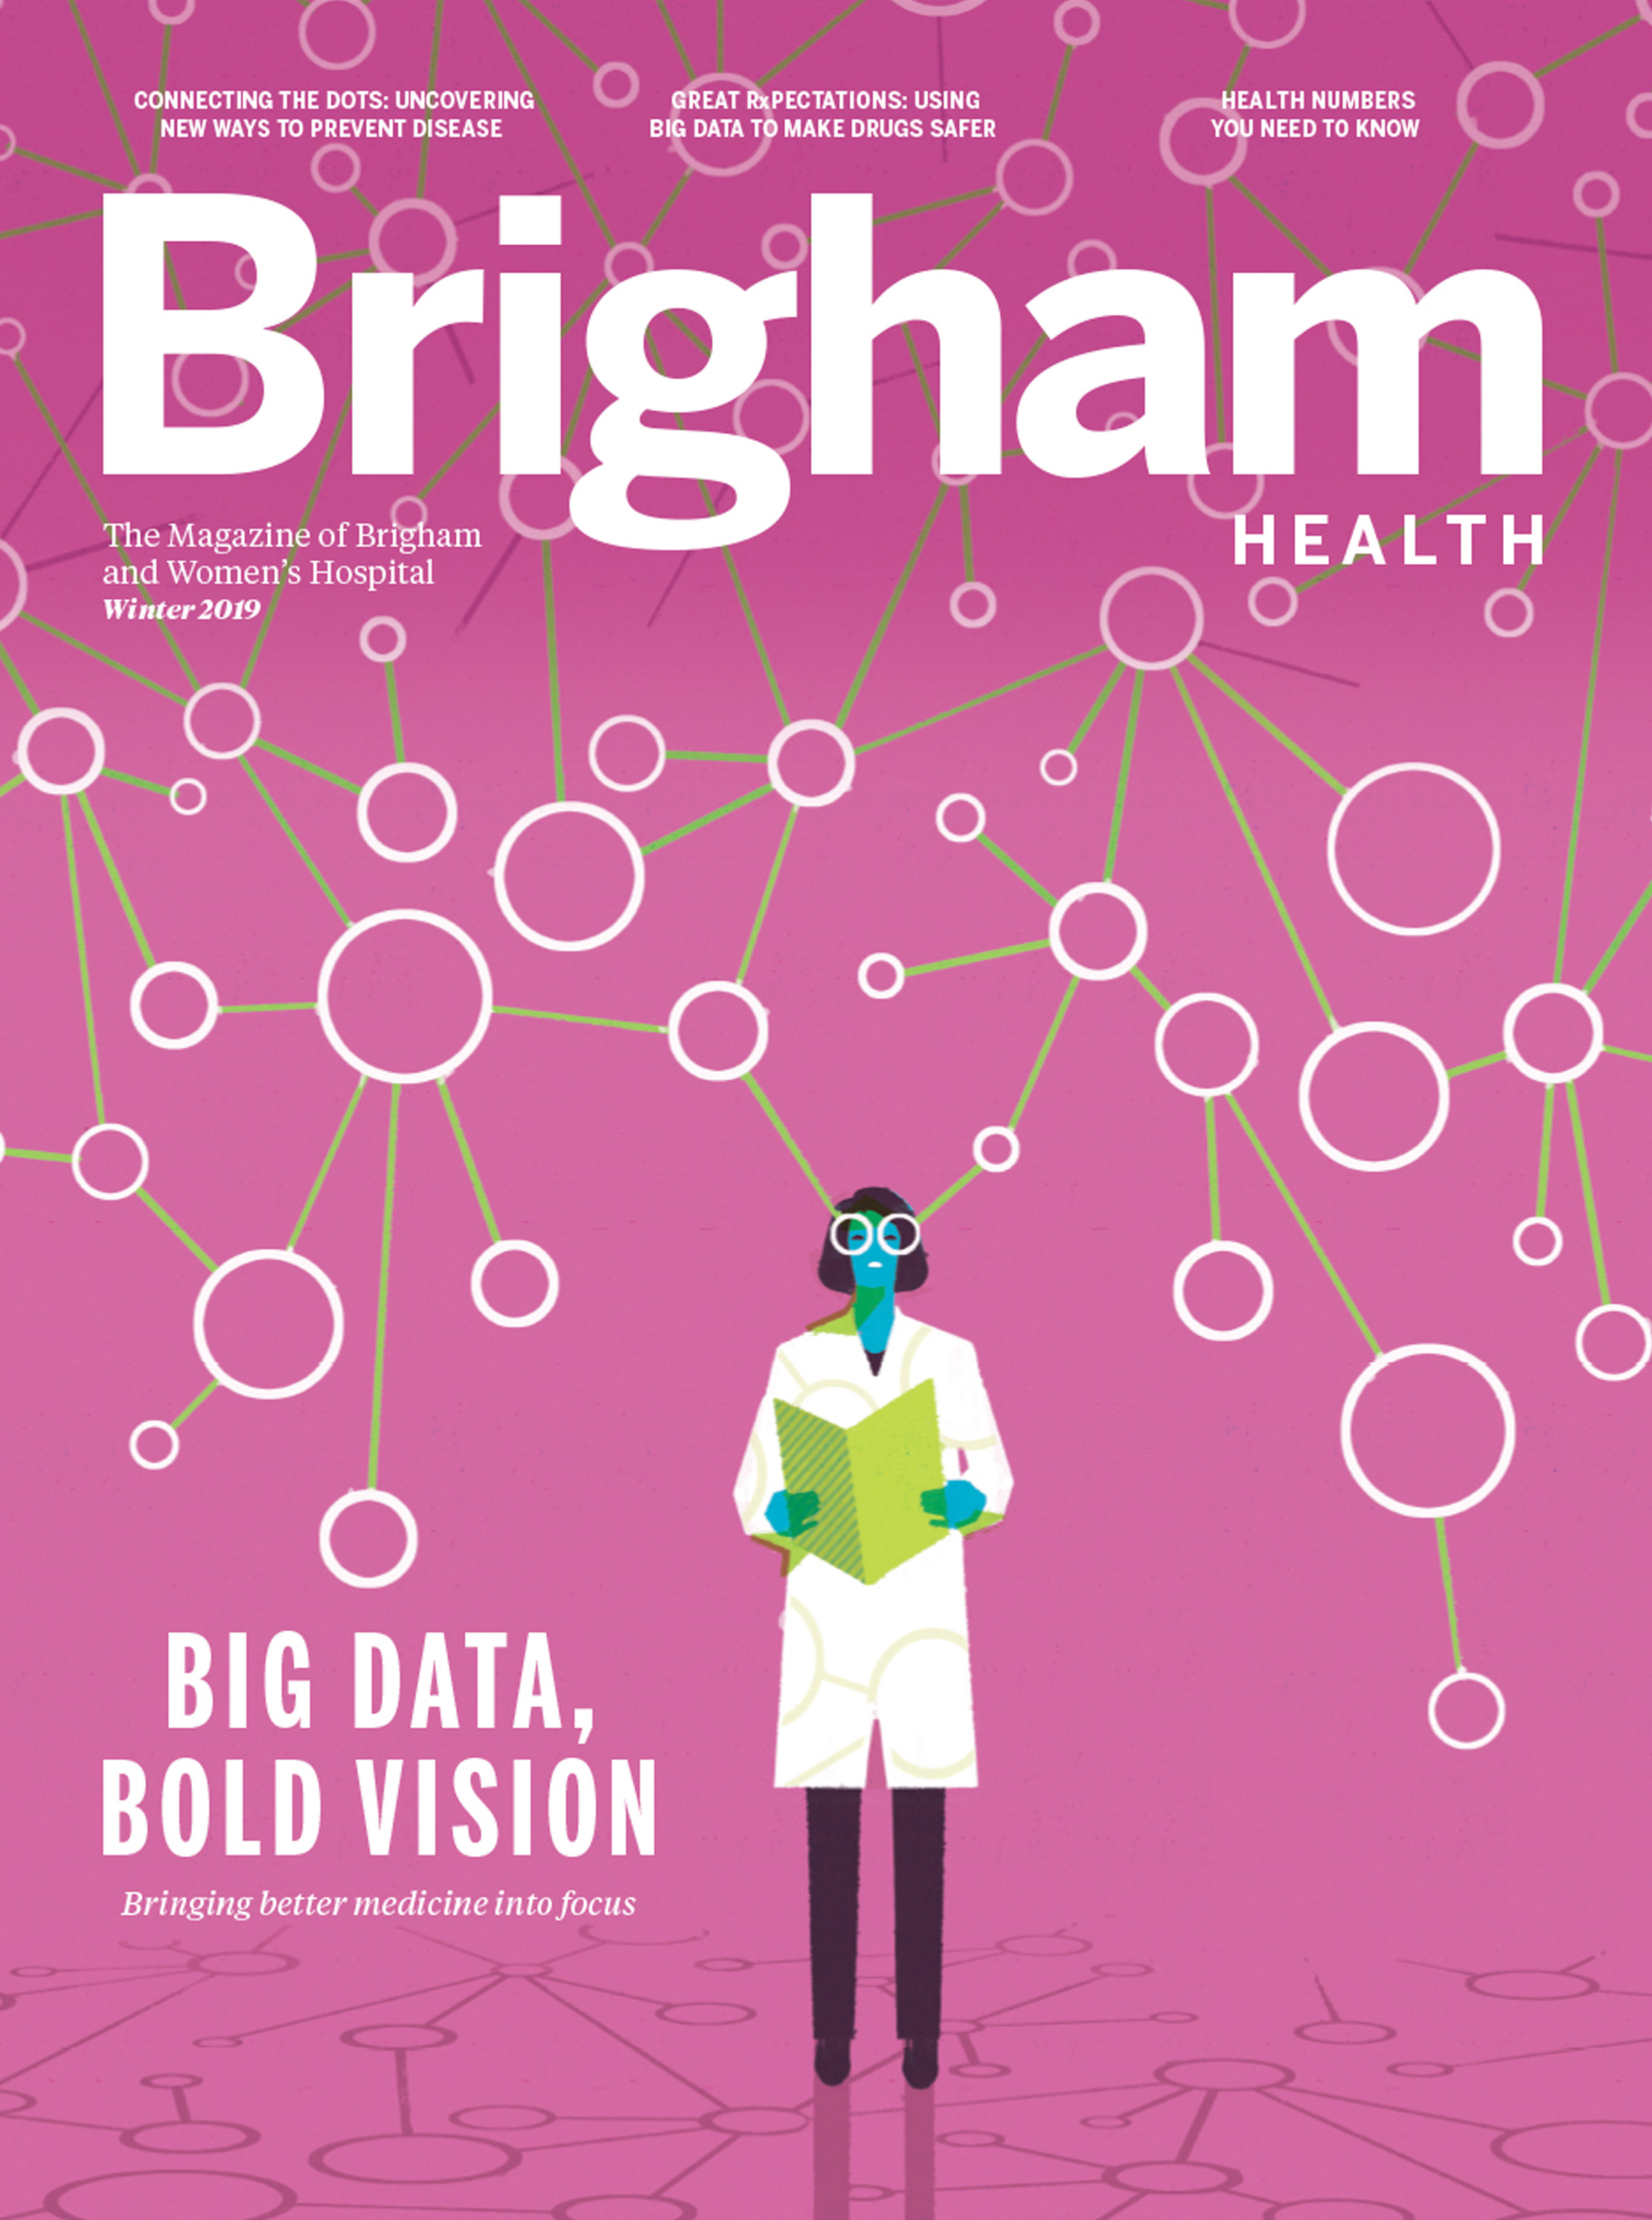 CONNECTING THE DOTS: UNCOVERING
NEW WAYS TO PREVENT DISEASE
GREAT RxPECTATIONS: USING
BIG DATA TO MAKE DRUGS SAFER
HEALTH NUMBERS
YOU NEED TO KNOW
Brigham
HEALTH
The Magazine of Brigham
and Women's Hospital
Winter 2019
BIG DATA,
BOLD VISION
Bringing better medicine into focus